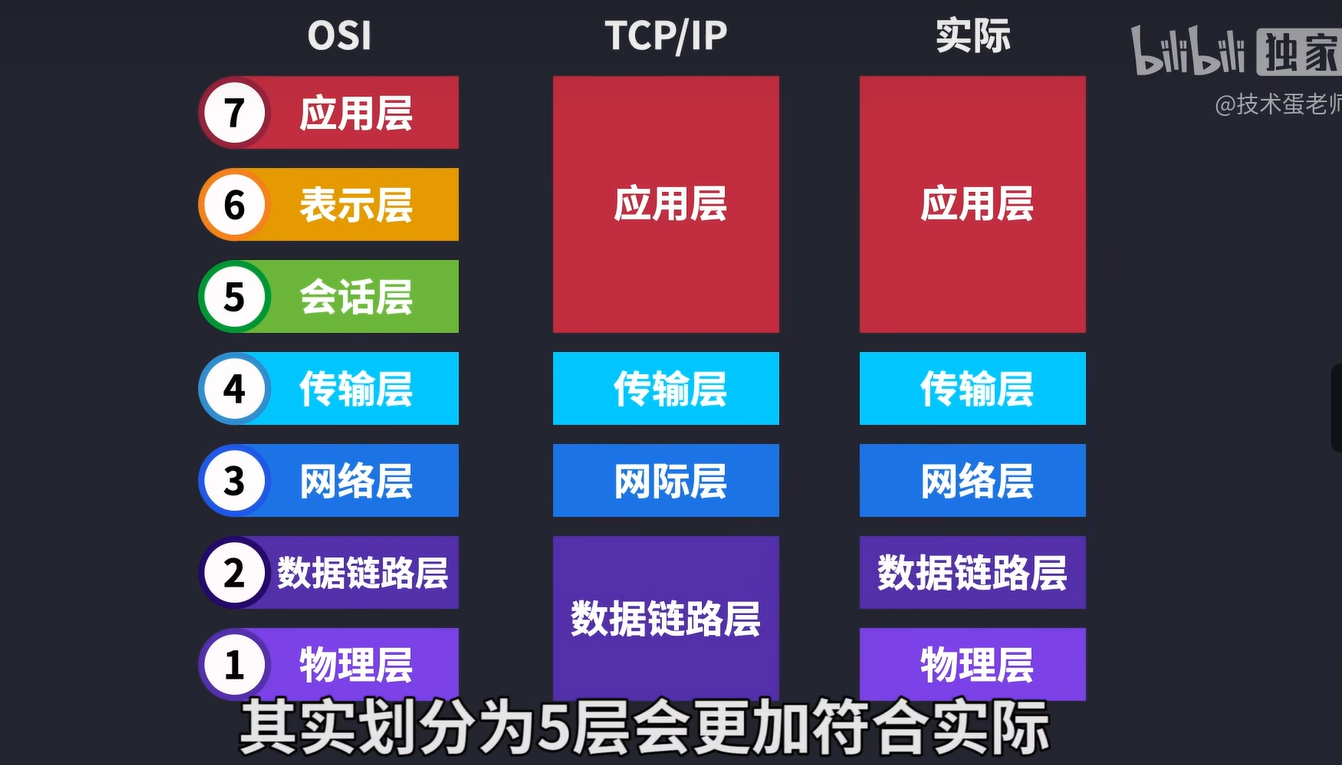 OSI
TCP/IP
实际
bilibili 独家
@技术蛋老师
7 应用层
6 表示层
5 会话层
4 传输层
3 网络层
2 数据链路层
1 物理层
应用层
传输层
网际层
数据链路层
应用层
传输层
网络层
数据链路层
物理层
其实划分为5层会更加符合实际